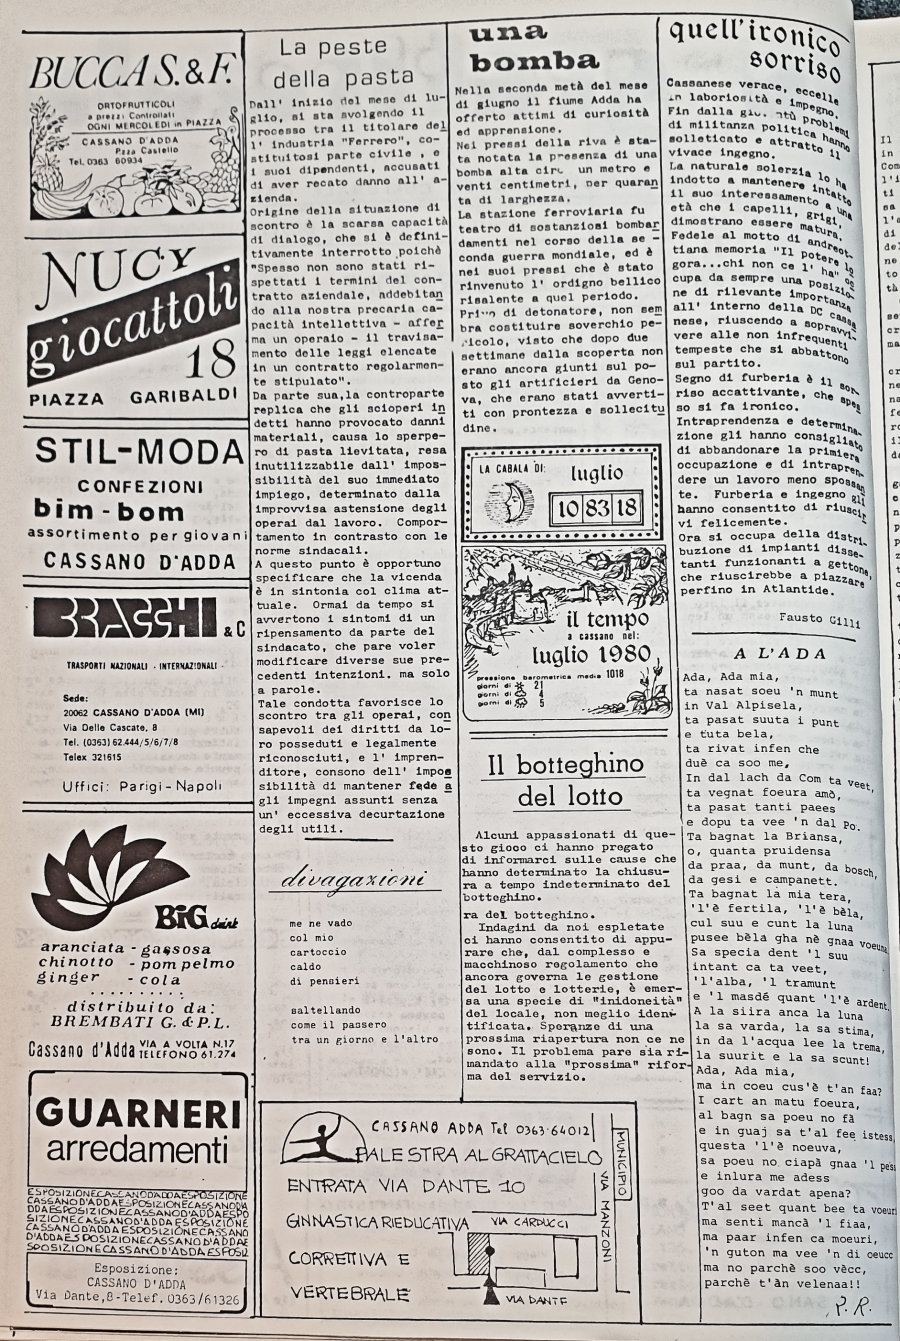 BUCCA S. & F.
ORTOFRUTTICOLI
a prezzi Controllati
OGNI MERCOLEDI in PIAZZA
CASSANO D'ADDA
P.zza Castello
Tel. 0363 60934
NUCY
giocattoli
18
PIAZZA GARIBALDI
STIL-MODA
CONFEZIONI
bim-bom
assortimento per giovani
CASSANO D'ADDA
BRACCHI & C
TRASPORTI NAZIONALI - INTERNAZIONALI -
Sede:
20062 CASSANO D'ADDA (MI)
Via Delle Cascate, 8
Tel. (0363) 62.444/5/6/7/8
Telex 321615
Uffici: Parigi-Napoli
BiG drink
aranciata - gassosa
chinotto - pompelmo
ginger - cola
distribuito da:
BREMBATI G. & P.L.
Cassano d'Adda VIA A VOLTA N.17
TELEFONO 61.274
GUARNERI
arredamenti
ESPOSIZIONECASSANODADDAESPOSIZIONE
CASSANODADDAESPOSIZIONECASSANODA
DDAESPOSIZIONECASSANODADDAESPO
SIZIONECASSANODADDAESPOSIZIONE
CASSANODADDAESPOSIZIONECASSANO
DADDAESPOSIZIONECASSANODADDAE
SPOSIZIONECASSANODADDAESPOSIZ
Esposizione:
CASSANO D'ADDA
Via Dante,8-Telef. 0363/61326
La peste
della pasta
Dall' inizio del mese di lu-
glio, si sta svolgendo il
processo tra il titolare del
l' industria "Ferrero", co-
stituitosi parte civile , e
i suoi dipendenti, accusati
di aver recato danno all' a-
zienda.
Origine della situazione di
scontro è la scarsa capacità
di dialogo, che si è defini-
tivamente interrotto poichè
"Spesso non sono stati ri-
spettati i termini del con-
tratto aziendale, addebitan
do alla nostra precaria ca-
pacità intellettiva - affer
ma un operaio - il travisa-
mento delle leggi elencate
in un contratto regolarmen-
te stipulato".
Da parte sua,la controparte
replica che gli scioperi in
detti hanno provocato danni
materiali, causa lo sperpe-
ro di pasta lievitata, resa
inutilizzabile dall' impos-
sibilità del suo immediato
impiego, determinato dalla
improvvisa astensione degli
operai dal lavoro. Compor-
tamento in contrasto con le
norme sindacali.
A questo punto è opportuno
specificare che la vicenda
è in sintonia col clima at-
tuale. Ormai da tempo si
avvertono i sintomi di un
ripensamento da parte del
sindacato, che pare voler
modificare diverse sue pre-
cedenti intenzioni. ma solo
a parole.
Tale condotta favorisce lo
scontro tra gli operai, con
sapevoli dei diritti da lo-
ro posseduti e legalmente
riconosciuti, e l' impren-
ditore, consono dell' impos
sibilità di mantener fede a
gli impegni assunti senza
un' eccessiva decurtazione
degli utili.
divagazioni
me ne vado
col mio
cartoccio
caldo
di pensieri
saltellando
come il passero
tra un giorno e l'altro
una
bomba
Nella seconda metà del mese
di giugno il fiume Adda ha
offerto attimi di curiosità
ed apprensione.
Nei pressi della riva è sta-
ta notata la presenza di una
bomba alta circ un metro e
venti centimetri, per quaran
ta di larghezza.
La stazione ferroviaria fu
teatro di sostanziosi bombar
damenti nel corso della se -
conda guerra mondiale, ed è
nei suoi pressi che è stato
rinvenuto l' ordigno bellico
risalente a quel periodo.
Privo di detonatore, non sem
bra costituire soverchio pe-
ricolo, visto che dopo due
settimane dalla scoperta non
erano ancora giunti sul po-
sto gli artificieri da Geno-
va, che erano stati avverti-
ti con prontezza e sollecitu
dine.
LA CABALA DI:
luglio
10 83 18
il tempo
a cassano nel:
luglio 1980
pressione barometrica media 1018
giorni di 21
giorni di 4
giorni di 5
Il botteghino
del lotto
Alcuni appassionati di que-
sto gioco ci hanno pregato
di informarci sulle cause che
hanno determinato la chiusu-
ra a tempo indeterminato del
botteghino.
ra del botteghino.
Indagini da noi espletate
ci hanno consentito di appu-
rare che, dal complesso e
macchinoso regolamento che
ancora governa le gestione
del lotto e lotterie, è emer-
sa una specie di "inidoneità"
del locale, non meglio iden-
tificata. Speranze di una
prossima riapertura non ce ne
sono. Il problema pare sia ri-
mandato alla "prossima" rifor
ma del servizio.
quell'ironico
sorriso
Cassanese verace, eccelle
in laboriosità e impegno.
Fin dalla gio. ntù problemi
di militanza politica hanno
solleticato e attratto il
vivace ingegno.
La naturale solerzia lo ha
indotto a mantenere intatto
il suo interessamento a una
età che i capelli, grigi,
dimostrano essere matura.
Fedele al motto di andreot-
tiana memoria "Il potere lo
gora...chi non ce l' ha" oc
cupa da sempre una posizio-
ne di rilevante importanza
all' interno della DC cassa
nese, riuscendo a sopravvi-
vere alle non infrequenti
tempeste che si abbattono
sul partito.
Segno di furberia è il sor-
riso accattivante, che spes
so si fa ironico.
Intraprendenza e determina-
zione gli hanno consigliato
di abbandonare la primiera
occupazione e di intrapren-
dere un lavoro meno spossan
te. Furberia e ingegno gli
hanno consentito di riuscir
vi felicemente.
Ora si occupa della distri-
buzione di impianti disse-
tanti funzionanti a gettone,
che riuscirebbe a piazzare
perfino in Atlantide.
Fausto Gilli
A L'ADA
Ada, Ada mia,
ta nasat soeu 'n munt
in Val Alpisela,
ta pasat suuta i punt
e tuta bela,
ta rivat infen che
duè ca soo me,
In dal lach da Com ta veet,
ta vegnat foeura amò,
ta pasat tanti paees
e dopu ta vee 'n dal Po.
Ta bagnat la Briansa,
o, quanta pruidensa
da praa, da munt, da bosch,
da gesi e campanett.
Ta bagnat la mia tera,
'l'è fertila, 'l'è bèla,
cul suu e cunt la luna
pusee bèla gha nè gnaa voeuna
Sa specia dent 'l suu
intant ca ta veet,
'l'alba, 'l tramunt
e 'l masdé quant 'l'è ardent.
A la siira anca la luna
la sa varda, la sa stima,
in da l'acqua lee la trema,
la suurit e la sa scunt!
Ada, Ada mia,
ma in coeu cus'è t'an faa?
I cart an matu foeura,
al bagn sa poeu no fà
e in guaj sa t'al fee istess,
questa 'l'è noeuva,
sa poeu no ciapà gnaa 'l pess
e inlura me adess
goo da vardat apena?
T'al seet quant bee ta voeuri
ma senti mancà 'l fiaa,
ma paar infen ca moeuri,
'n guton ma vee 'n di oeucc
ma no parchè soo vècc,
parchè t'àn velenaa!!
P.R.
CASSANO ADDA Tel 0363-64012
PALESTRA AL GRATTACIELO
ENTRATA VIA DANTE 10
GINNASTICA RIEDUCATIVA
CORRETTIVA E
VERTEBRALE
VIA CARDUCCI
VIA MANZONI
MUNICIPIO
VIA DANTE